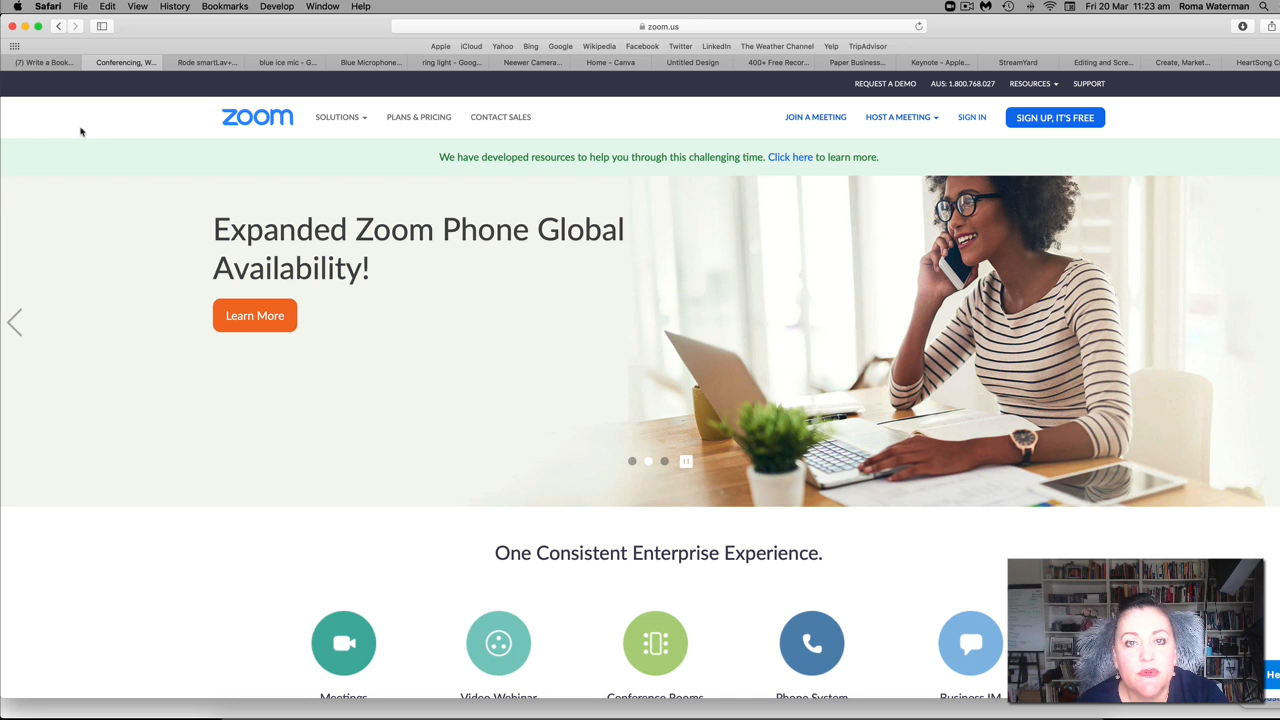 Safari File Edit View History Bookmarks Develop Window Help Fri 20 Mar 11:23 am Roma Waterman
zoom.us
Apple iCloud Yahoo Bing Google Wikipedia Facebook Twitter LinkedIn The Weather Channel Yelp TripAdvisor
(7) Write a Book... Conferencing, W... Rode smartLav+... blue ice mic - G... Blue Microphone... ring light - Goog... Neewer Camera... Home - Canva Untitled Design 400+ Free Recor... Paper Business... Keynote - Apple... StreamYard Editing and Scre... Create, Market... HeartSong C
REQUEST A DEMO AUS: 1.800.768.027 RESOURCES SUPPORT
zoom SOLUTIONS PLANS & PRICING CONTACT SALES JOIN A MEETING HOST A MEETING SIGN IN SIGN UP, IT'S FREE
We have developed resources to help you through this challenging time. Click here to learn more.
Expanded Zoom Phone Global
Availability!
Learn More
One Consistent Enterprise Experience.
He
Meetings Video Webinar Conference Rooms Phone System Business IM